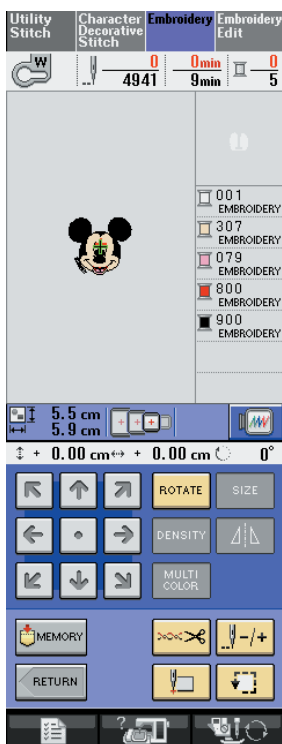 Utility Stitch
Character Decorative Stitch
Embroidery
Embroidery Edit
W
0
4941
0min
9min
0
5
001
EMBROIDERY
307
EMBROIDERY
079
EMBROIDERY
800
EMBROIDERY
900
EMBROIDERY
5.5 cm
5.9 cm
+ 0.00 cm + 0.00 cm 0°
ROTATE SIZE
DENSITY
MULTI COLOR
MEMORY
-/+
RETURN
?